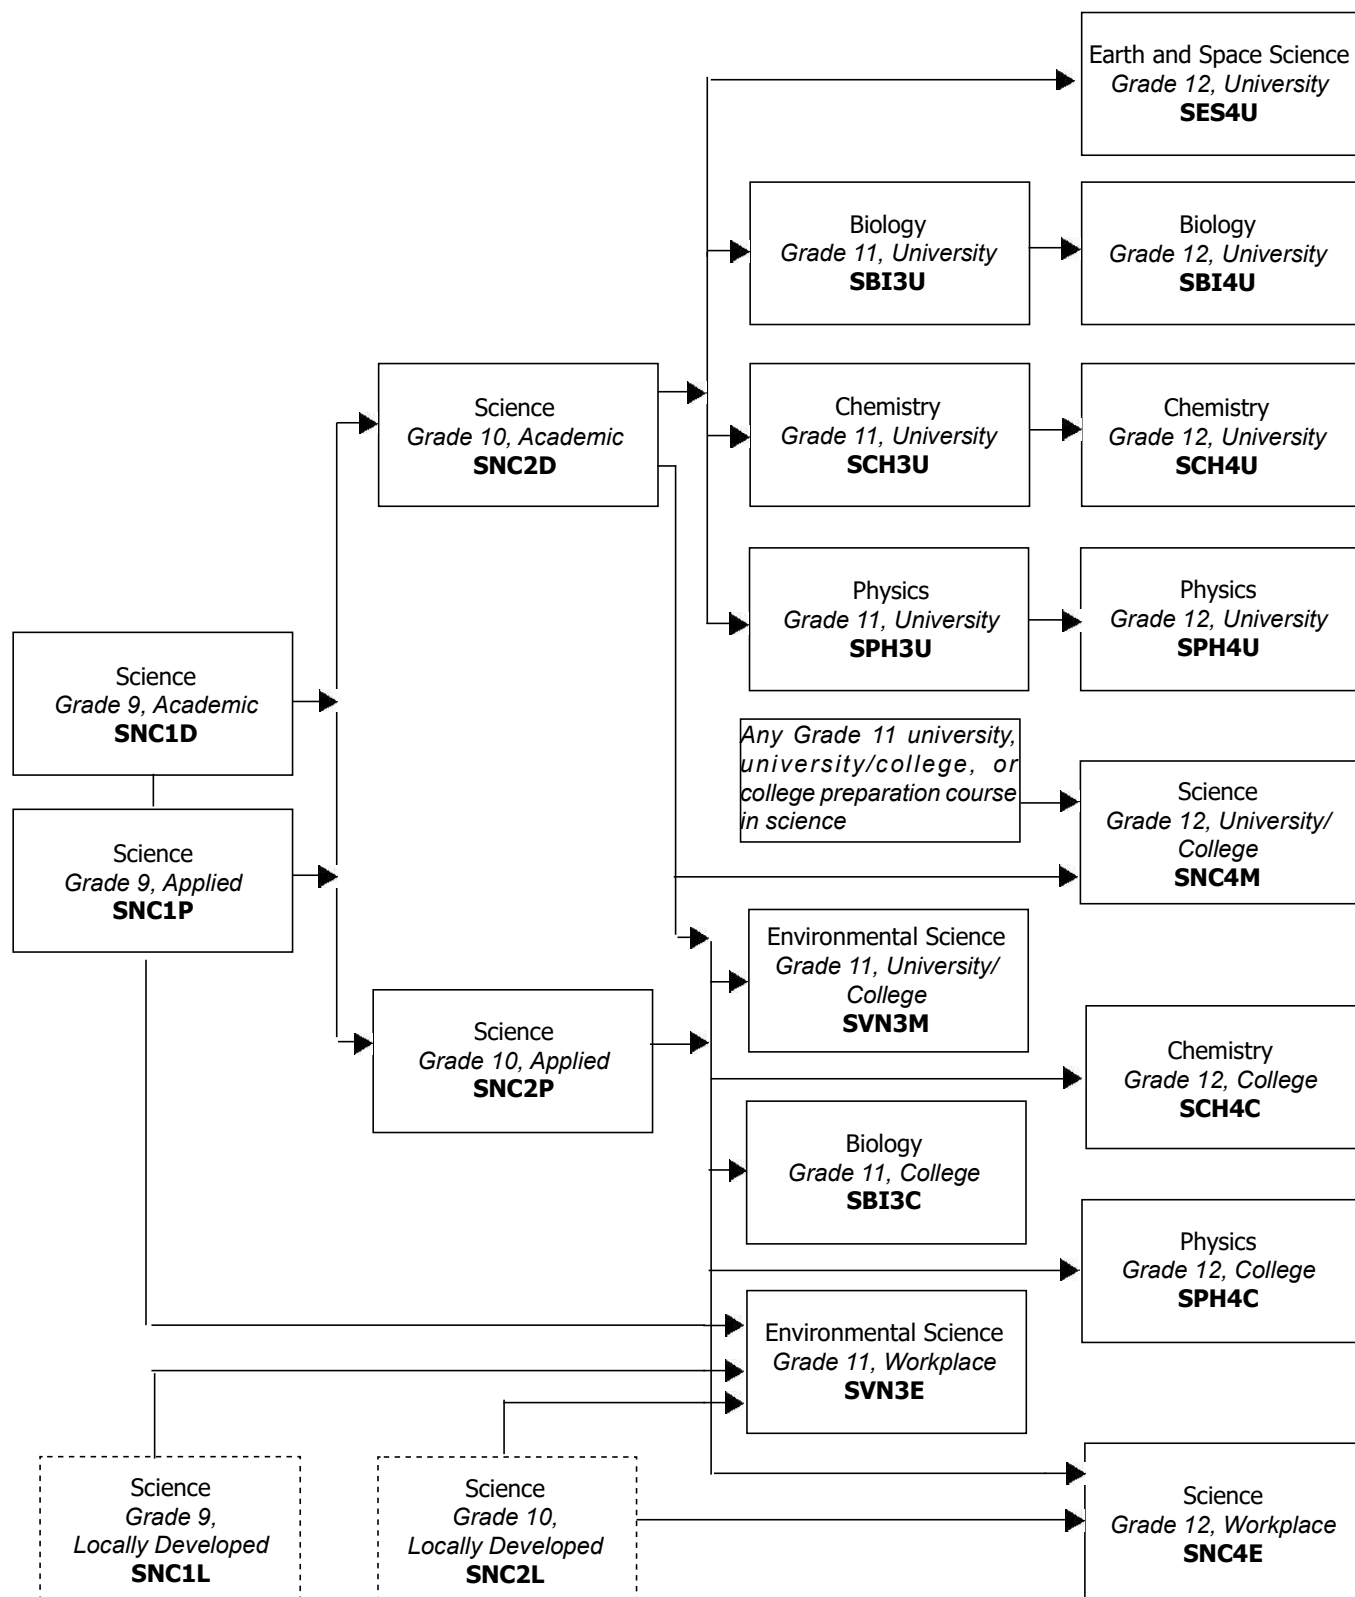 Earth and Space Science
Grade 12, University
SES4U
Biology
Grade 11, University
SBI3U
Biology
Grade 12, University
SBI4U
Science
Grade 10, Academic
SNC2D
Chemistry
Grade 11, University
SCH3U
Chemistry
Grade 12, University
SCH4U
Physics
Grade 11, University
SPH3U
Physics
Grade 12, University
SPH4U
Science
Grade 9, Academic
SNC1D
Any Grade 11 university,
university/college, or
college preparation course
in science
Science
Grade 12, University/
College
SNC4M
Science
Grade 9, Applied
SNC1P
Environmental Science
Grade 11, University/
College
SVN3M
Science
Grade 10, Applied
SNC2P
Chemistry
Grade 12, College
SCH4C
Biology
Grade 11, College
SBI3C
Physics
Grade 12, College
SPH4C
Environmental Science
Grade 11, Workplace
SVN3E
Science
Grade 9,
Locally Developed
SNC1L
Science
Grade 10,
Locally Developed
SNC2L
Science
Grade 12, Workplace
SNC4E